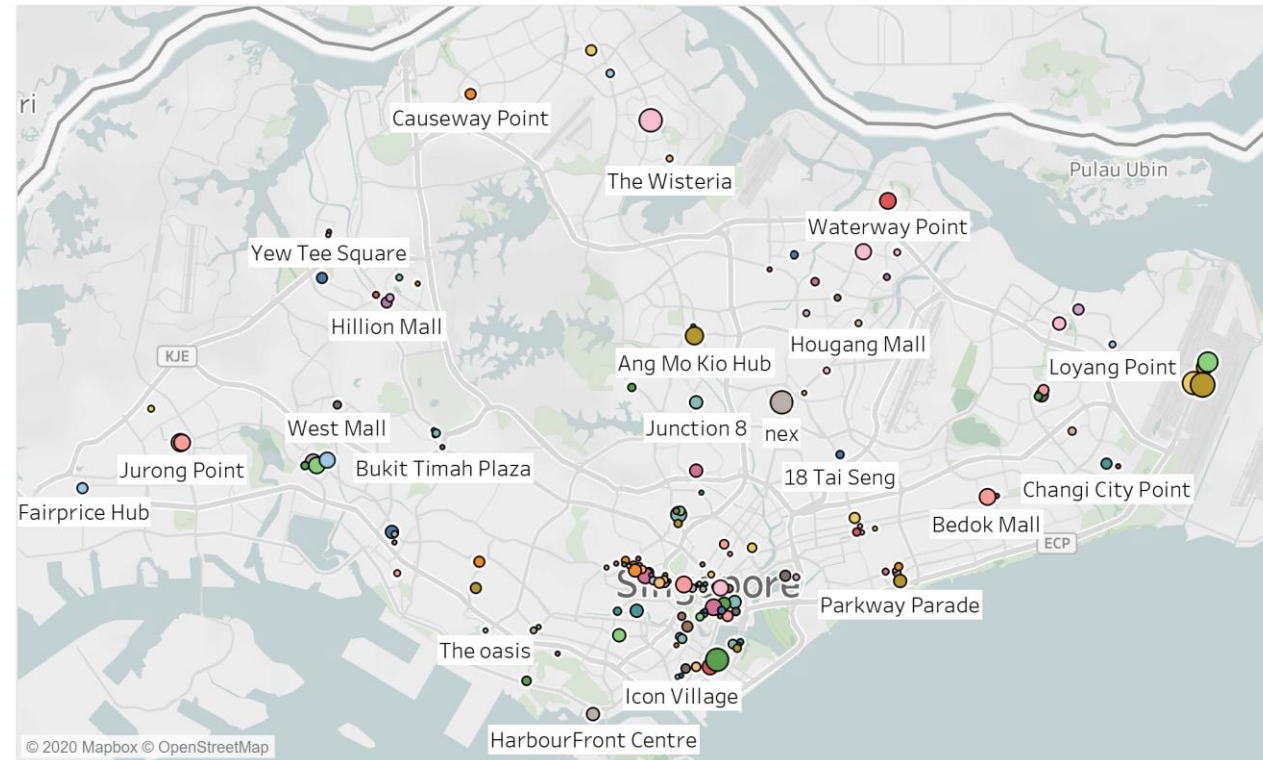 ri
Causeway Point
The Wisteria
Pulau Ubin
Waterway Point
Yew Tee Square
Hillion Mall
Hougang Mall
KJE
Ang Mo Kio Hub
Loyang Point
West Mall
Junction 8
nex
Jurong Point
Bukit Timah Plaza
18 Tai Seng
Changi City Point
Fairprice Hub
Bedok Mall
ECP
Singapore
Parkway Parade
The oasis
Icon Village
HarbourFront Centre
© 2020 Mapbox © OpenStreetMap